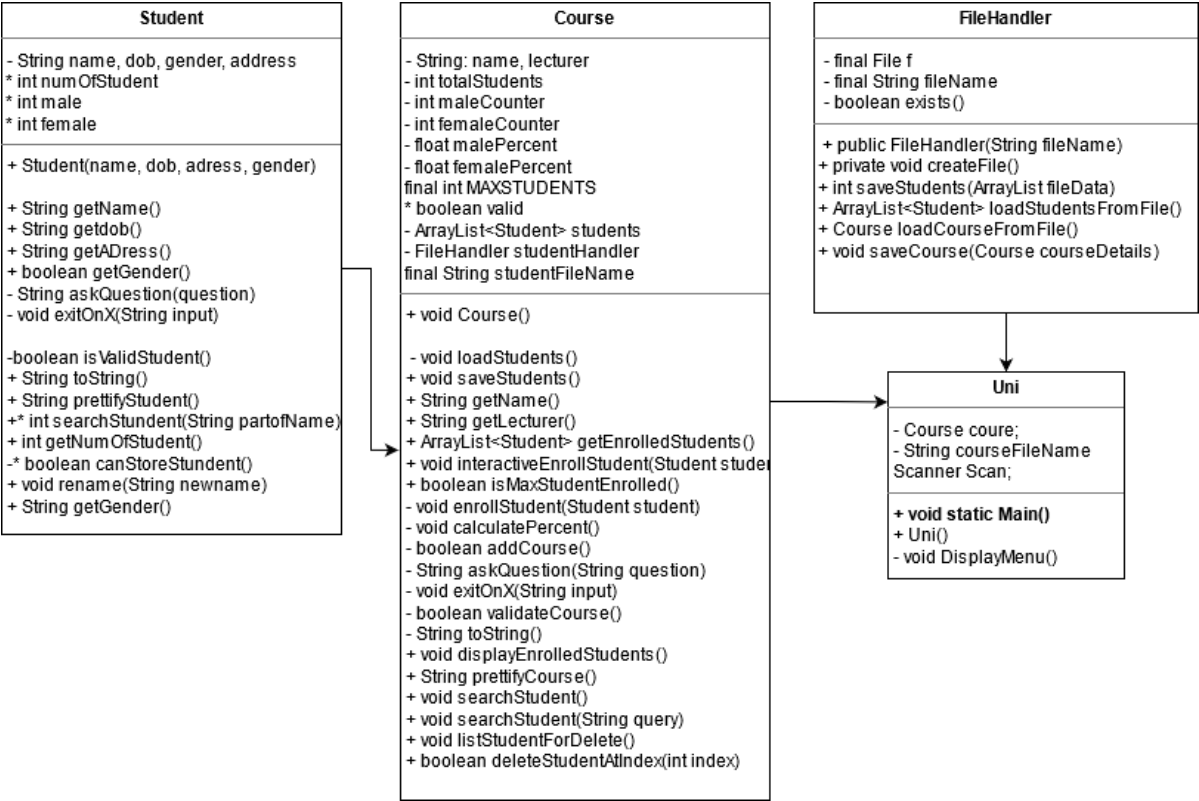 Student
- String name, dob, gender, address
* int numOfStudent
* int male
* int female
+ Student(name, dob, adress, gender)
+ String getName()
+ String getdob()
+ String getADress()
+ boolean getGender()
- String askQuestion(question)
- void exitOnX(String input)
-boolean isValidStudent()
+ String toString()
+ String prettifyStudent()
+* int searchStundent(String partofName)
+ int getNumOfStudent()
-* boolean canStoreStundent()
+ void rename(String newname)
+ String getGender()
Course
- String: name, lecturer
- int totalStudents
- int maleCounter
- int femaleCounter
- float malePercent
- float femalePercent
final int MAXSTUDENTS
* boolean valid
- ArrayList<Student> students
- FileHandler studentHandler
final String studentFileName
+ void Course()
- void loadStudents()
+ void saveStudents()
+ String getName()
+ String getLecturer()
+ ArrayList<Student> getEnrolledStudents()
+ void interactiveEnrollStudent(Student studer
+ boolean isMaxStudentEnrolled()
- void enrollStudent(Student student)
- void calculatePercent()
- boolean addCourse()
- String askQuestion(String question)
- void exitOnX(String input)
- boolean validateCourse()
- String toString()
+ void displayEnrolledStudents()
+ String prettifyCourse()
+ void searchStudent()
+ void searchStudent(String query)
+ void listStudentForDelete()
+ boolean deleteStudentAtIndex(int index)
FileHandler
- final File f
- final String fileName
- boolean exists()
+ public FileHandler(String fileName)
+ private void createFile()
+ int saveStudents(ArrayList fileData)
+ ArrayList<Student> loadStudentsFromFile()
+ Course loadCourseFromFile()
+ void saveCourse(Course courseDetails)
Uni
- Course coure;
- String courseFileName
Scanner Scan;
+ void static Main()
+ Uni()
- void DisplayMenu()